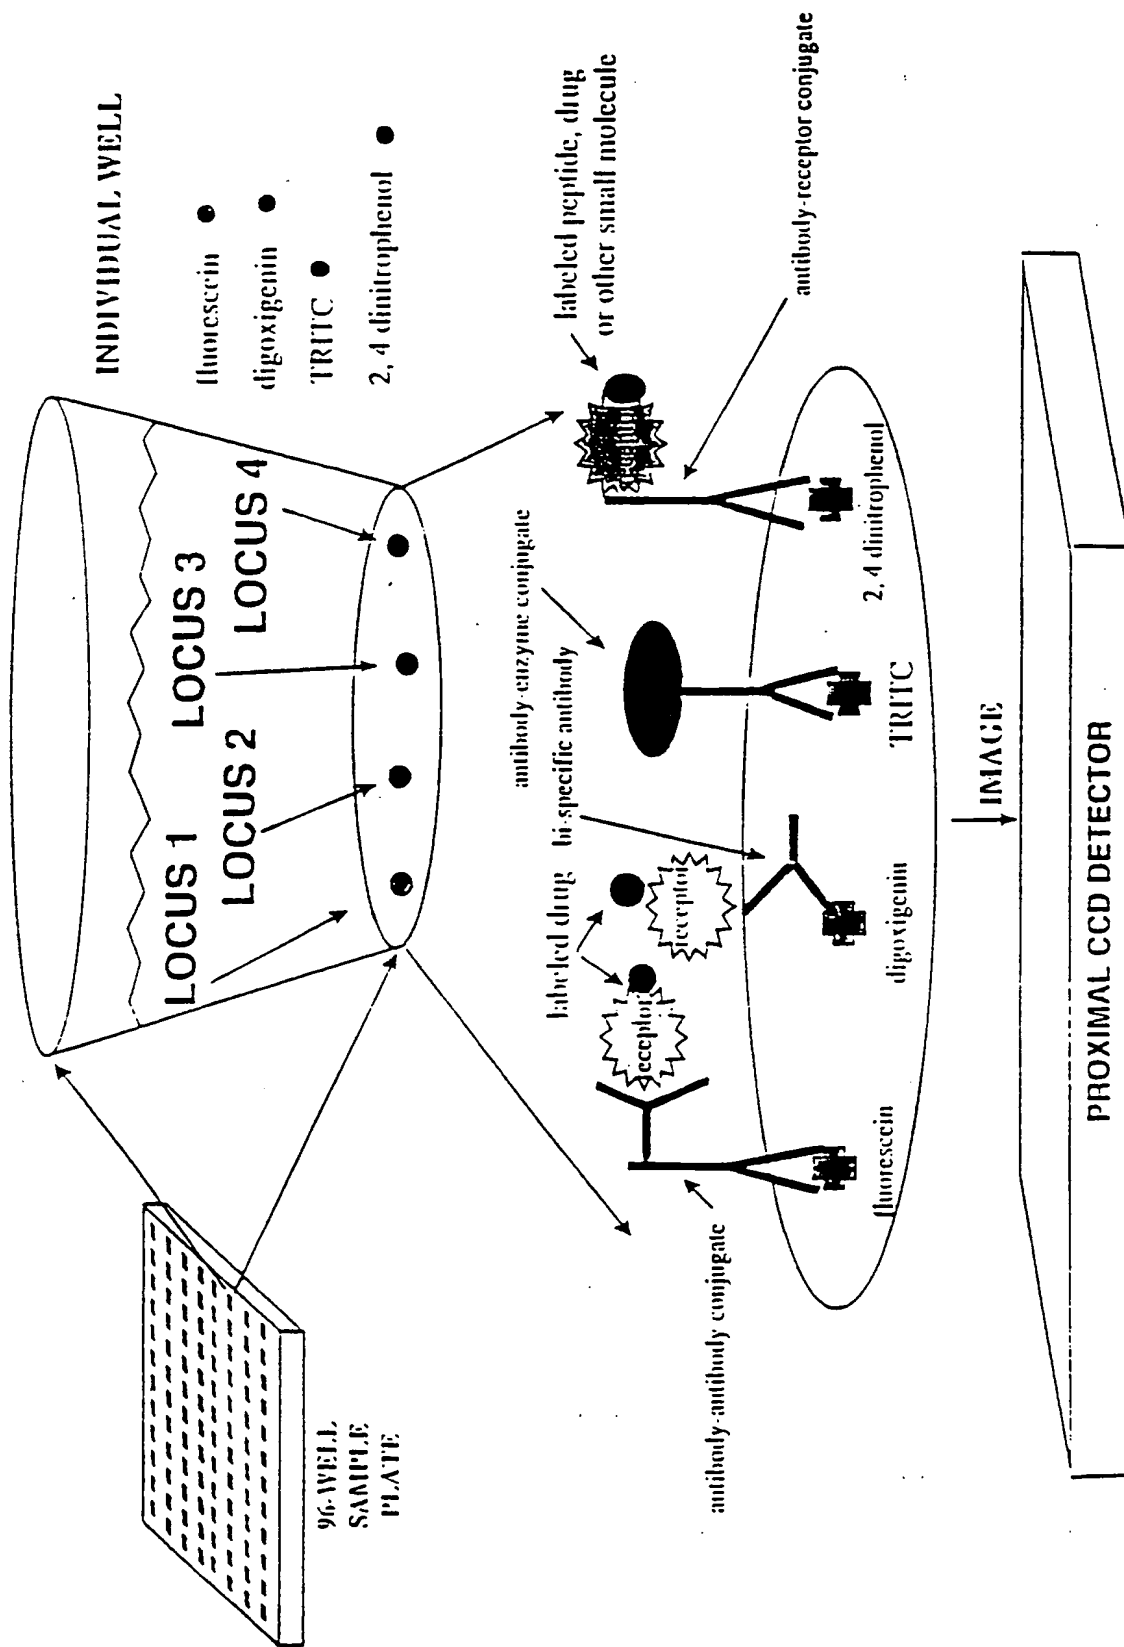 INDIVIDUAL WELL
fluorescein
digoxigenin
TRITC
2, 4 dinitrophenol
LOCUS 1
LOCUS 2
LOCUS 3
LOCUS 4
96-WELL
SAMPLE
PLATE
labeled peptide, drug
or other small molecule
antibody-receptor conjugate
antibody-enzyme conjugate
bi-specific antibody
labeled drug
receptor
receptor
antibody-antibody conjugate
fluorescein
digoxigenin
TRITC
2, 4 dinitrophenol
IMAGE
PROXIMAL CCD DETECTOR